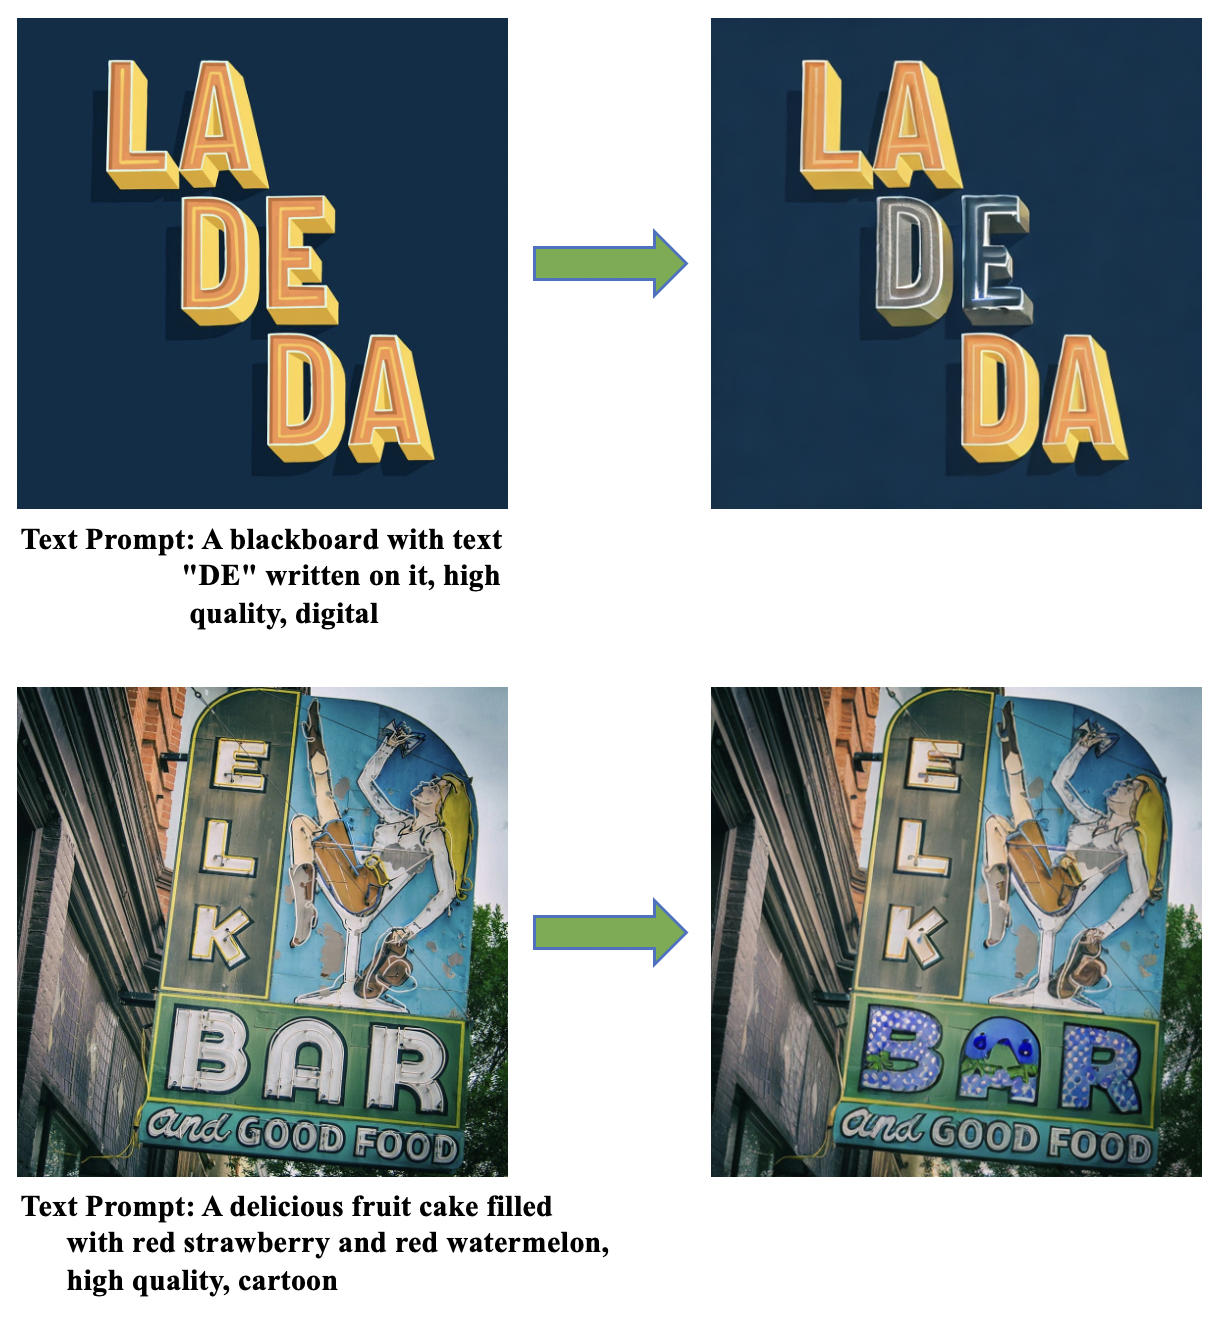 LA
DE
DA
LA
DE
DA
Text Prompt: A blackboard with text
"DE" written on it, high
quality, digital
ELK
BAR
and GOOD FOOD
ELK
BAR
and GOOD FOOD
Text Prompt: A delicious fruit cake filled
with red strawberry and red watermelon,
high quality, cartoon